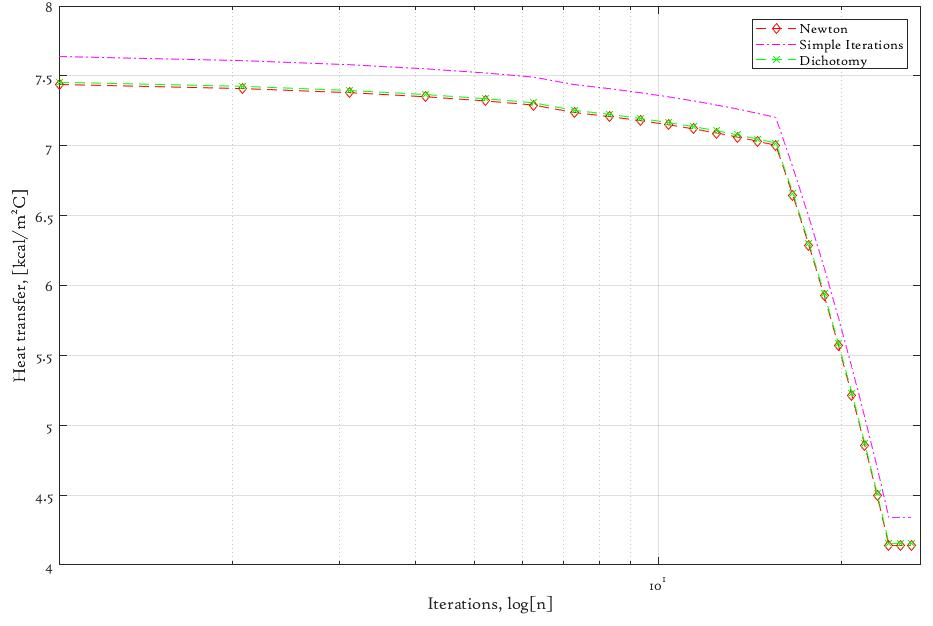 8
7.5
7
6.5
6
5.5
5
4.5
4
Heat transfer, [kcal/m²C]
10¹
Iterations, log[n]
Newton
Simple Iterations
Dichotomy